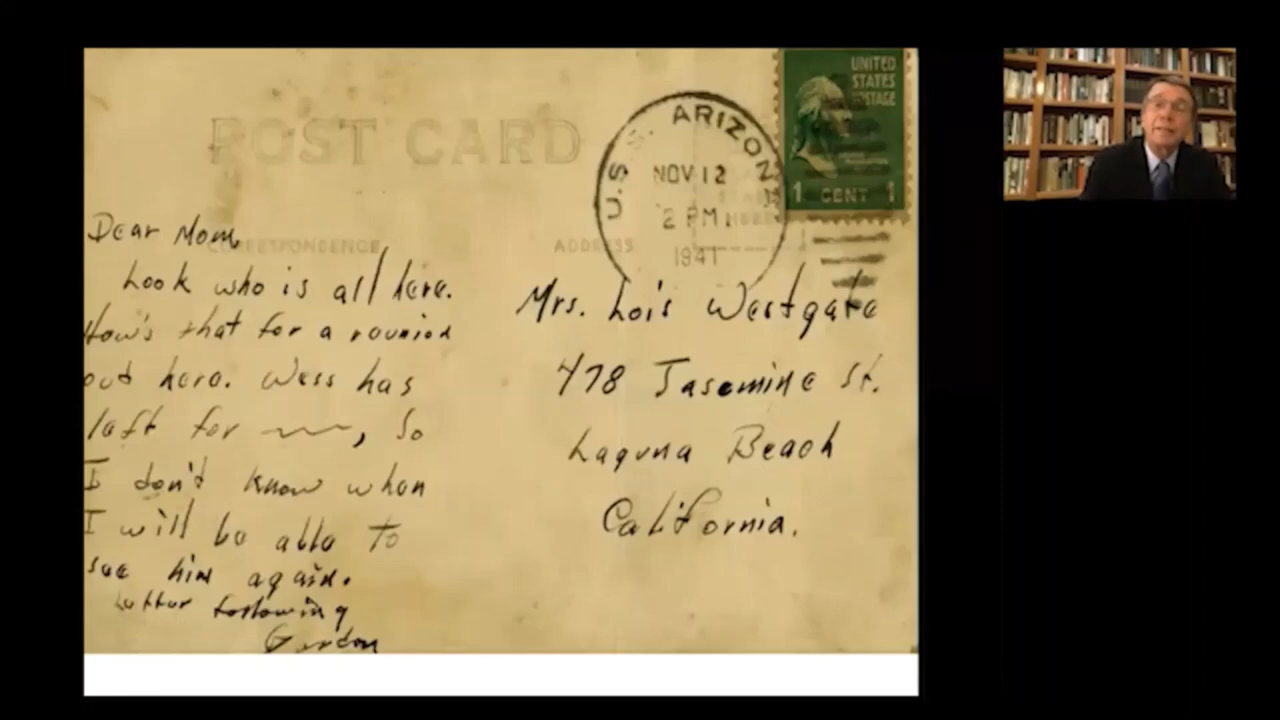 POST CARD
U.S.S. ARIZONA
NOV 12
2 PM
1941
UNITED
STATES
POSTAGE
1 CENT 1
CORRESPONDENCE
ADDRESS
Dear Mom,
Look who is all here.
How's that for a reunion
out here. Wess has
left for , So
I don't know when
I will be able to
see him again.
Letter following
Gordon
Mrs. Lois Westgate
478 Jasemine St.
Laguna Beach
California.